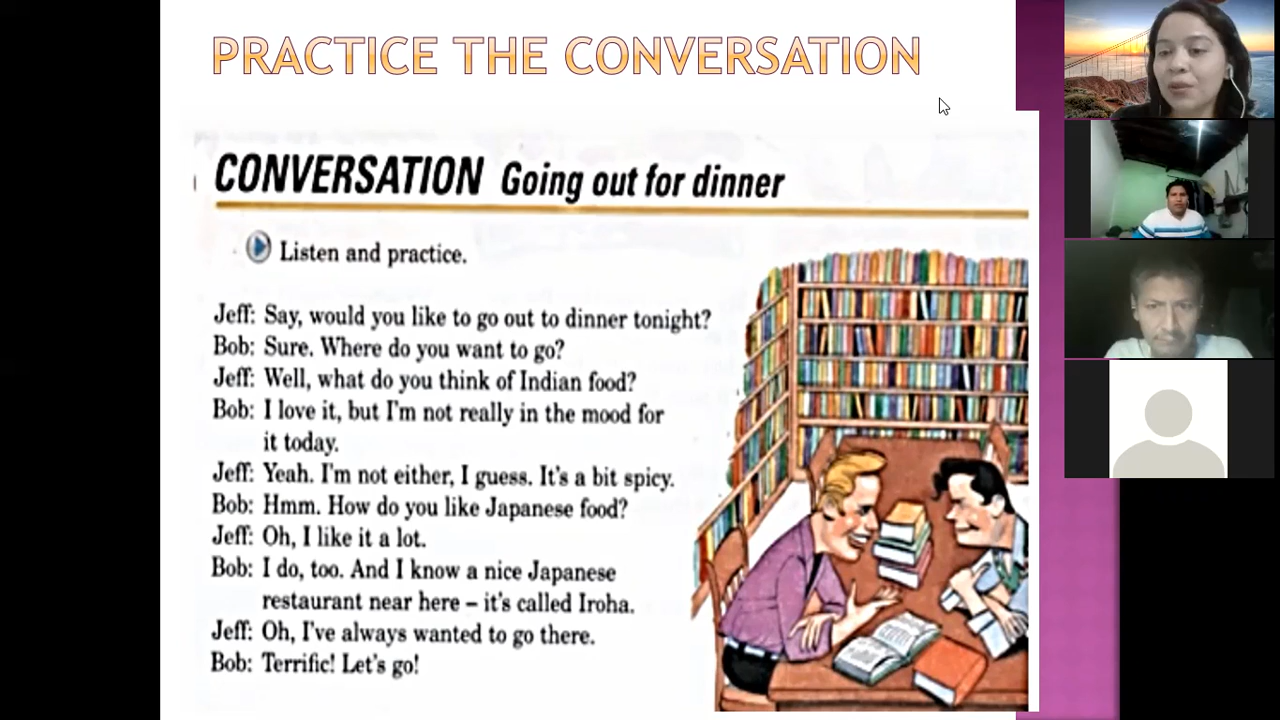 PRACTICE THE CONVERSATION
CONVERSATION Going out for dinner
Listen and practice.
Jeff: Say, would you like to go out to dinner tonight?
Bob: Sure. Where do you want to go?
Jeff: Well, what do you think of Indian food?
Bob: I love it, but I'm not really in the mood for
it today.
Jeff: Yeah. I'm not either, I guess. It's a bit spicy.
Bob: Hmm. How do you like Japanese food?
Jeff: Oh, I like it a lot.
Bob: I do, too. And I know a nice Japanese
restaurant near here – it's called Iroha.
Jeff: Oh, I've always wanted to go there.
Bob: Terrific! Let's go!